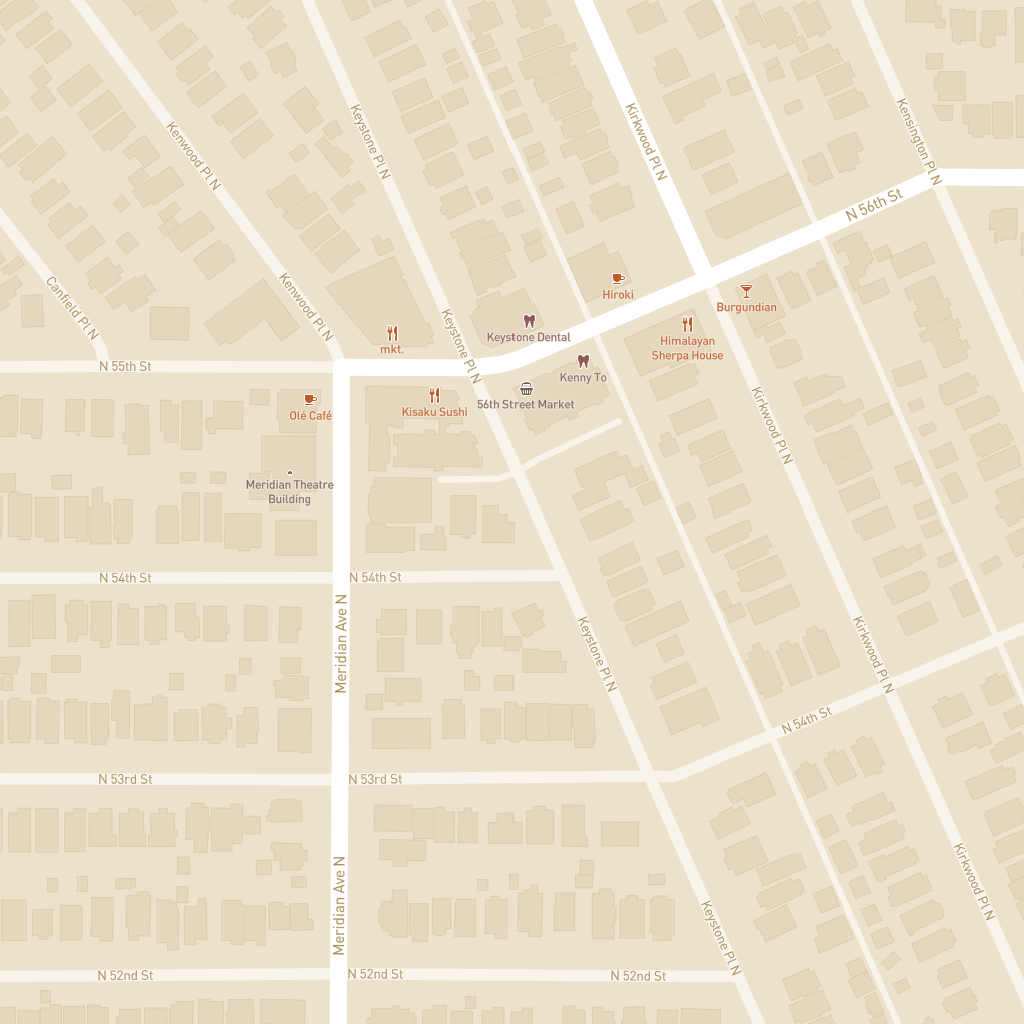 Kenwood Pl N
Keystone Pl N
Kirkwood Pl N
Kensington Pl N
N 56th St
Canfield Pl N
Kenwood Pl N
Keystone Pl N
Hiroki
Burgundian
Keystone Dental
Himalayan
Sherpa House
mkt.
N 55th St
Kenny To
Kirkwood Pl N
56th Street Market
Kisaku Sushi
Olé Café
Meridian Theatre
Building
N 54th St
N 54th St
Meridian Ave N
Keystone Pl N
Kirkwood Pl N
N 54th St
N 53rd St
N 53rd St
Meridian Ave N
Keystone Pl N
Kirkwood Pl N
N 52nd St
N 52nd St
N 52nd St